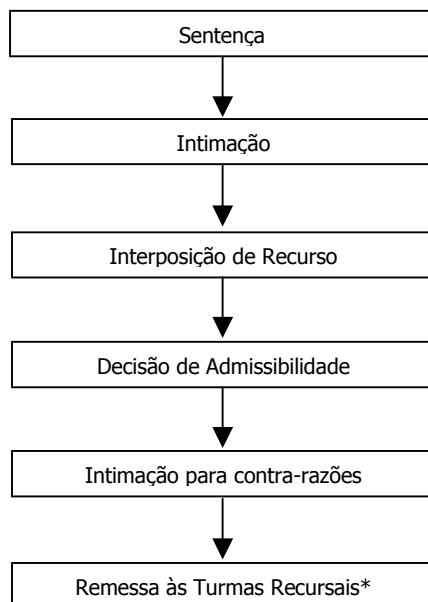 Sentença
Intimação
Interposição de Recurso
Decisão de Admissibilidade
Intimação para contra-razões
Remessa às Turmas Recursais*